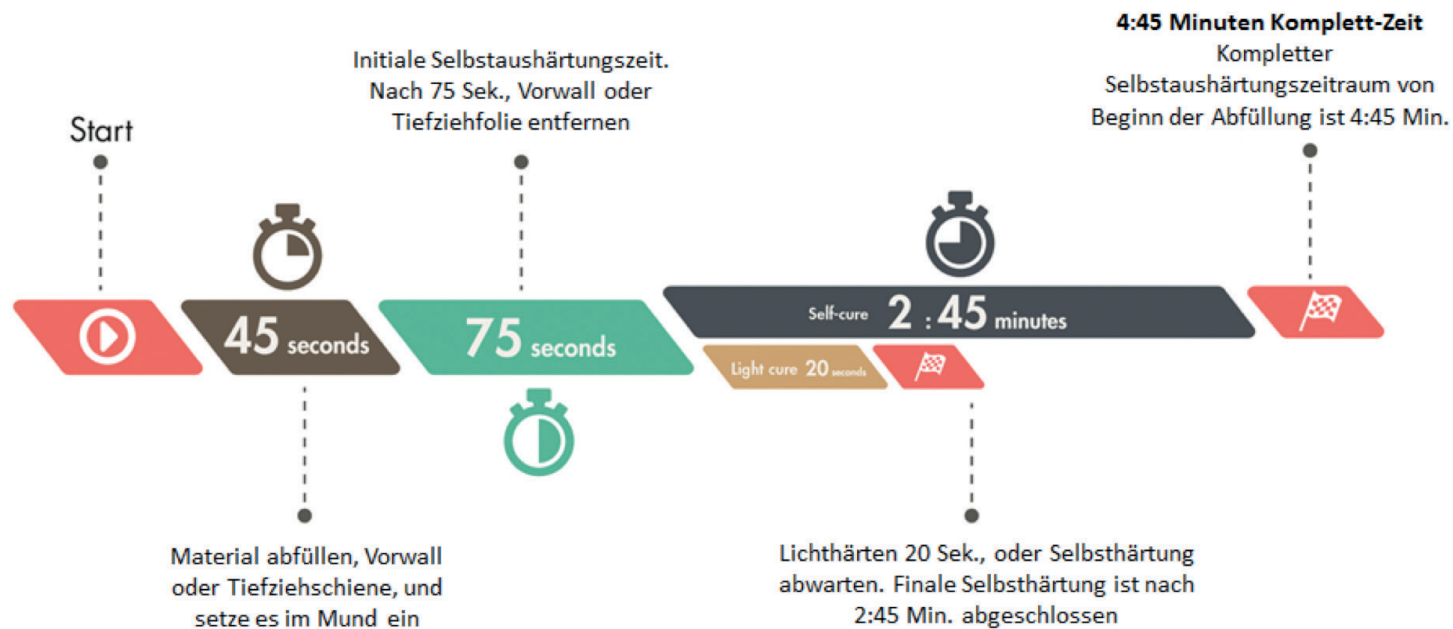 Start
Initiale Selbstaushärtungszeit.
Nach 75 Sek., Vorwall oder
Tiefziehfolie entfernen
4:45 Minuten Komplett-Zeit
Kompletter
Selbstaushärtungszeitraum von
Beginn der Abfüllung ist 4:45 Min.
45 seconds
75 seconds
Self-cure 2 : 45 minutes
Light cure 20 seconds
Material abfüllen, Vorwall
oder Tiefziehschiene, und
setze es im Mund ein
Lichthärten 20 Sek., oder Selbsthärtung
abwarten. Finale Selbsthärtung ist nach
2:45 Min. abgeschlossen